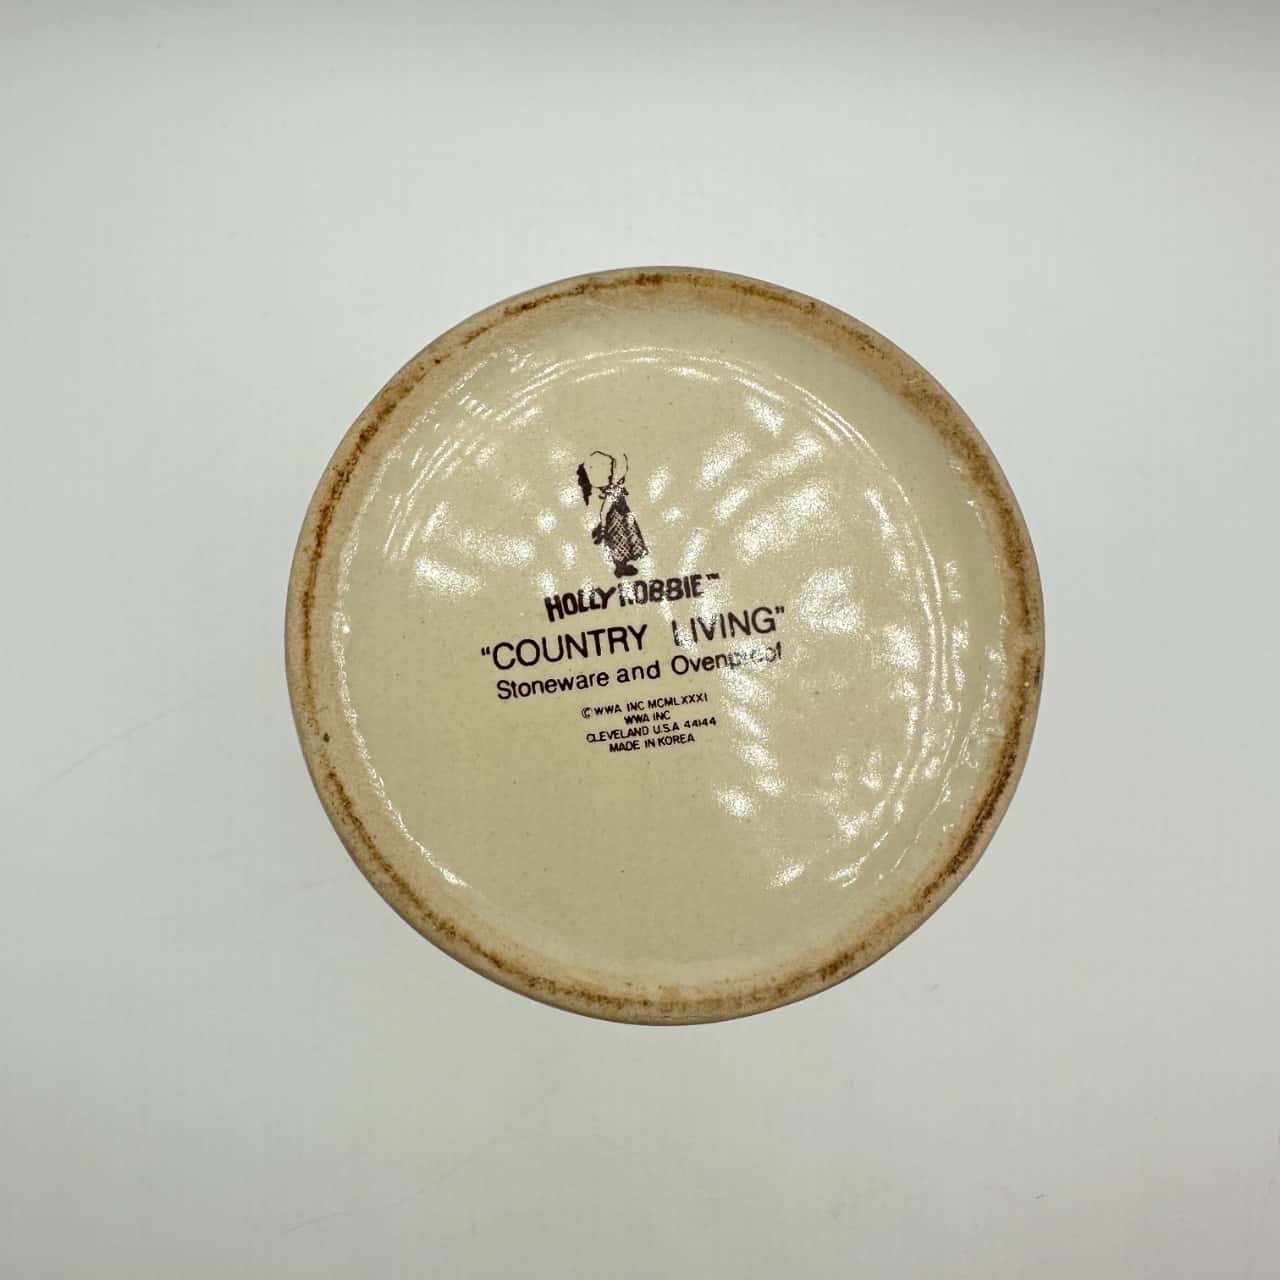 HOLLY HOBBIE™
"COUNTRY LIVING"
Stoneware and Ovenproof
© WWA INC MCMLXXXI
WWA INC
CLEVELAND U.S.A 44144
MADE IN KOREA